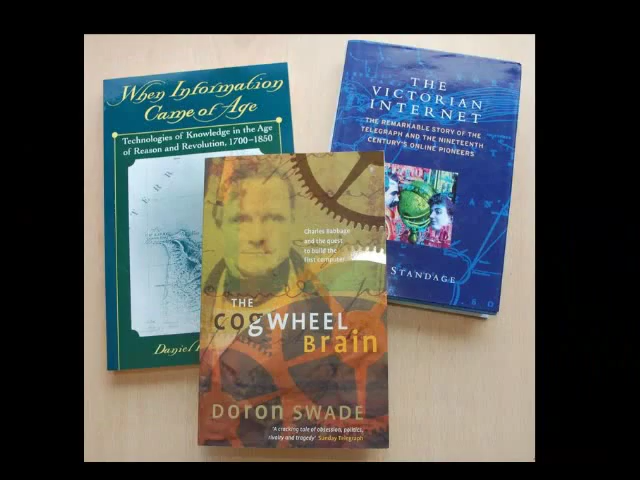 When Information
Came of Age
Technologies of Knowledge in the Age
of Reason and Revolution, 1700–1850
Daniel
THE
VICTORIAN
INTERNET
THE REMARKABLE STORY OF THE
TELEGRAPH AND THE NINETEENTH
CENTURY'S ONLINE PIONEERS
STANDAGE
Charles Babbage
and the quest
to build the
first computer
THE
COGWHEEL
BRain
DORON SWADE
'A cracking tale of obsession, politics,
rivalry and tragedy' Sunday Telegraph